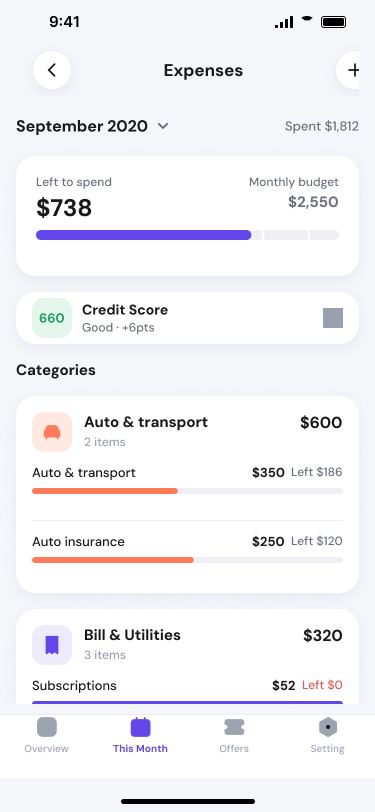 9:41
Expenses
September 2020
Spent $1,812
Left to spend
Monthly budget
$738
$2,550
660
Credit Score
Good · +6pts
Categories
Auto & transport
$600
2 items
Auto & transport
$350 Left $186
Auto insurance
$250 Left $120
Bill & Utilities
$320
3 items
Subscriptions
$52 Left $0
Overview
This Month
Offers
Setting